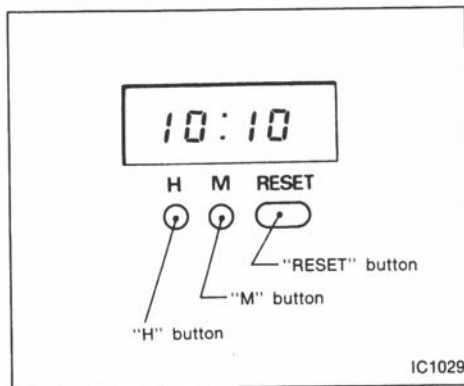 10:10
H M RESET
"RESET" button
"M" button
"H" button
IC1029